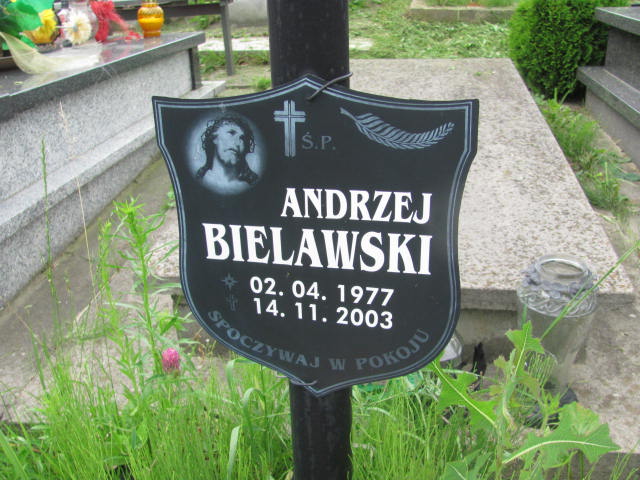 Ś.P.
ANDRZEJ
BIELAWSKI
02. 04. 1977
14. 11. 2003
SPOCZYWAJ W POKOJU